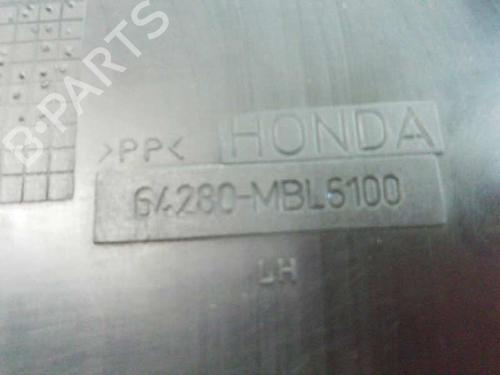 B-PARTS
>PP< HONDA
64280-MBL6100
LH